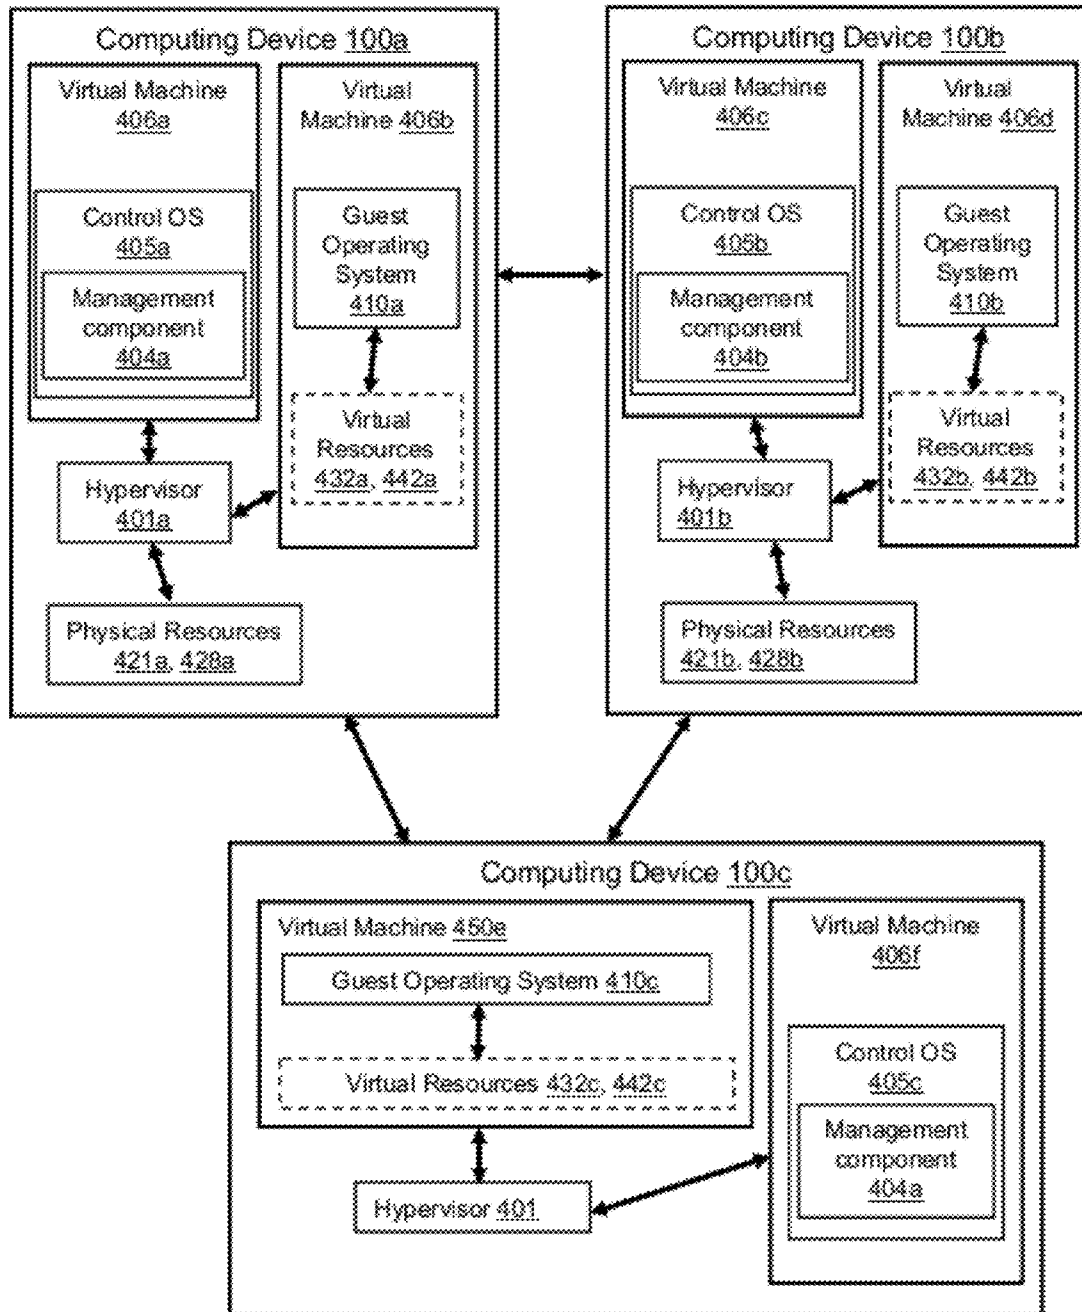 Computing Device 100a
Virtual Machine
406a
Control OS
405a
Management
component
404a
Virtual
Machine 406b
Guest
Operating
System
410a
Virtual
Resources
432a, 442a
Hypervisor
401a
Physical Resources
421a, 428a
Computing Device 100b
Virtual Machine
406c
Control OS
405b
Management
component
404b
Virtual
Machine 406d
Guest
Operating
System
410b
Virtual
Resources
432b, 442b
Hypervisor
401b
Physical Resources
421b, 428b
Computing Device 100c
Virtual Machine 450e
Guest Operating System 410c
Virtual Resources 432c, 442c
Hypervisor 401
Virtual Machine
406f
Control OS
405c
Management
component
404a